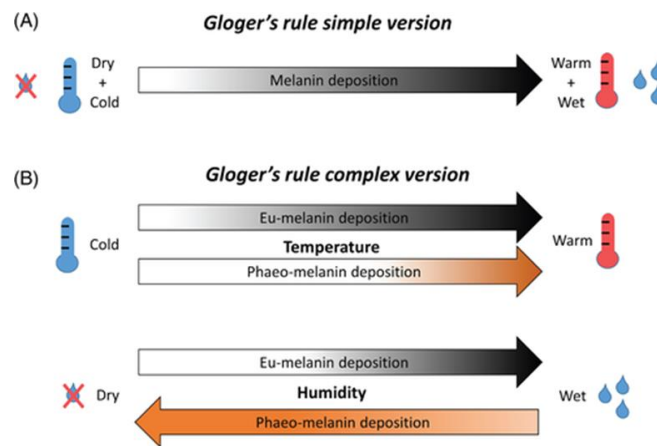 (A)
Gloger's rule simple version
Dry
+
Cold
Melanin deposition
Warm
+
Wet
(B)
Gloger's rule complex version
Cold
Eu-melanin deposition
Temperature
Phaeo-melanin deposition
Warm
Dry
Eu-melanin deposition
Humidity
Phaeo-melanin deposition
Wet